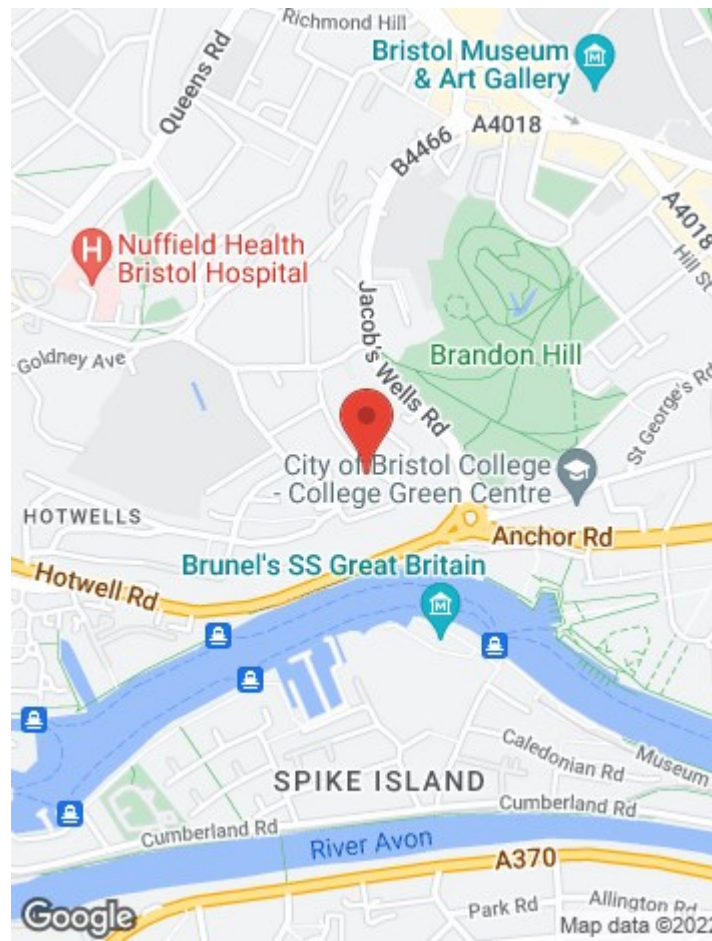 Richmond Hill
Queens Rd
Bristol Museum
& Art Gallery
A4018
B4466
A4018
Hill St
Nuffield Health
Bristol Hospital
H
Jacob's Wells Rd
Goldney Ave
Brandon Hill
St George's Rd
City of Bristol College
- College Green Centre
HOTWELLS
Anchor Rd
Hotwell Rd
Brunel's SS Great Britain
Caledonian Rd
Museum
SPIKE ISLAND
Cumberland Rd
Cumberland Rd
River Avon
A370
Park Rd
Allington Rd
Google
Map data ©2022